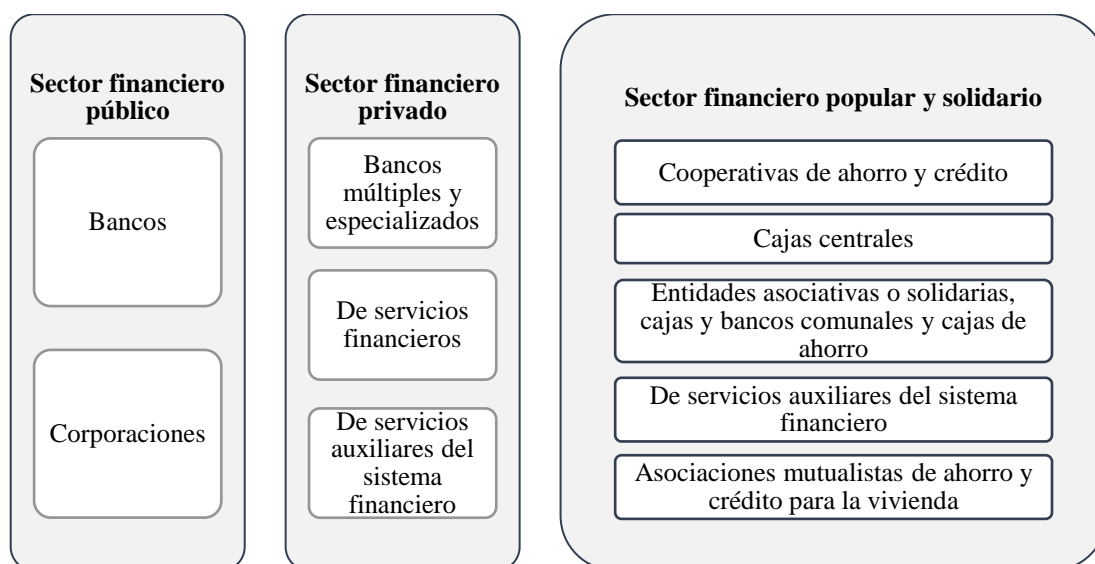 Sector financiero
público
Bancos
Corporaciones
Sector financiero
privado
Bancos
múltiples y
especializados
De servicios
financieros
De servicios
auxiliares del
sistema
financiero
Sector financiero popular y solidario
Cooperativas de ahorro y crédito
Cajas centrales
Entidades asociativas o solidarias,
cajas y bancos comunales y cajas de
ahorro
De servicios auxiliares del sistema
financiero
Asociaciones mutualistas de ahorro y
crédito para la vivienda